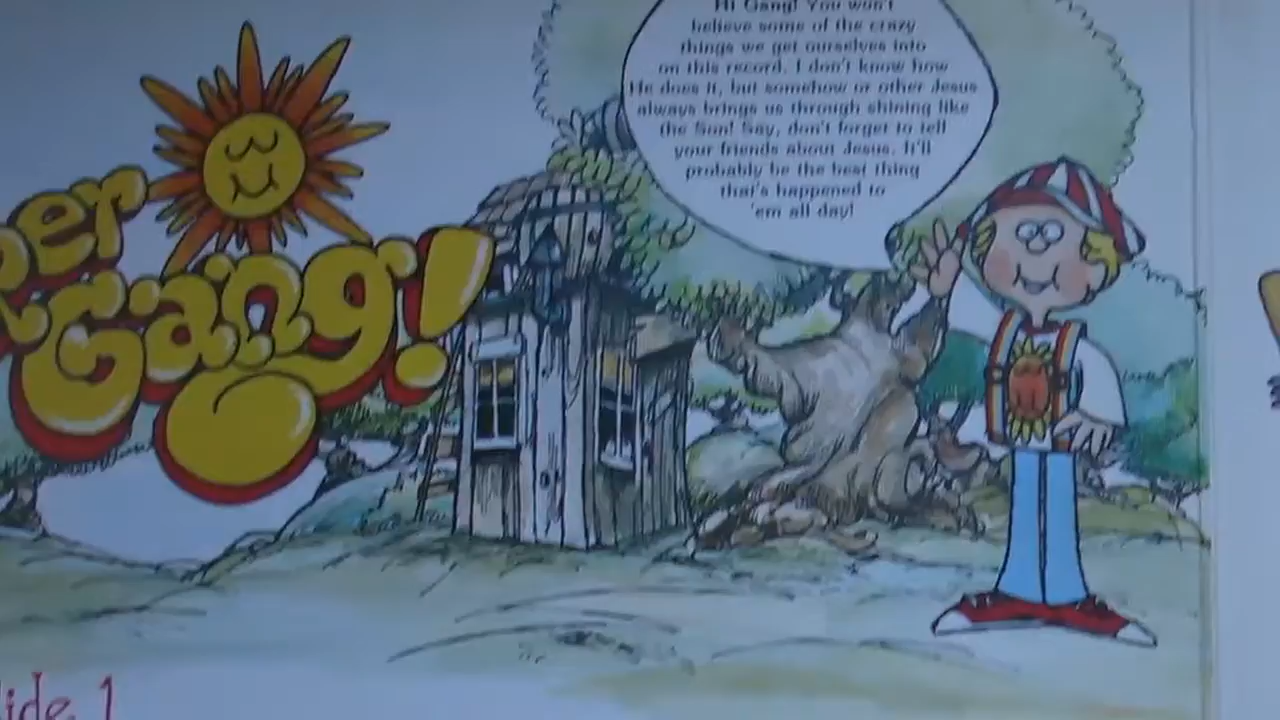 Hi Gang! You won't
believe some of the crazy
things we get ourselves into
on this record. I don't know how
He does it, but somehow or other Jesus
always brings us through shining like
the Son! Say, don't forget to tell
your friends about Jesus. It'll
probably be the best thing
that's happened to
'em all day!
per
Gang!
ide 1